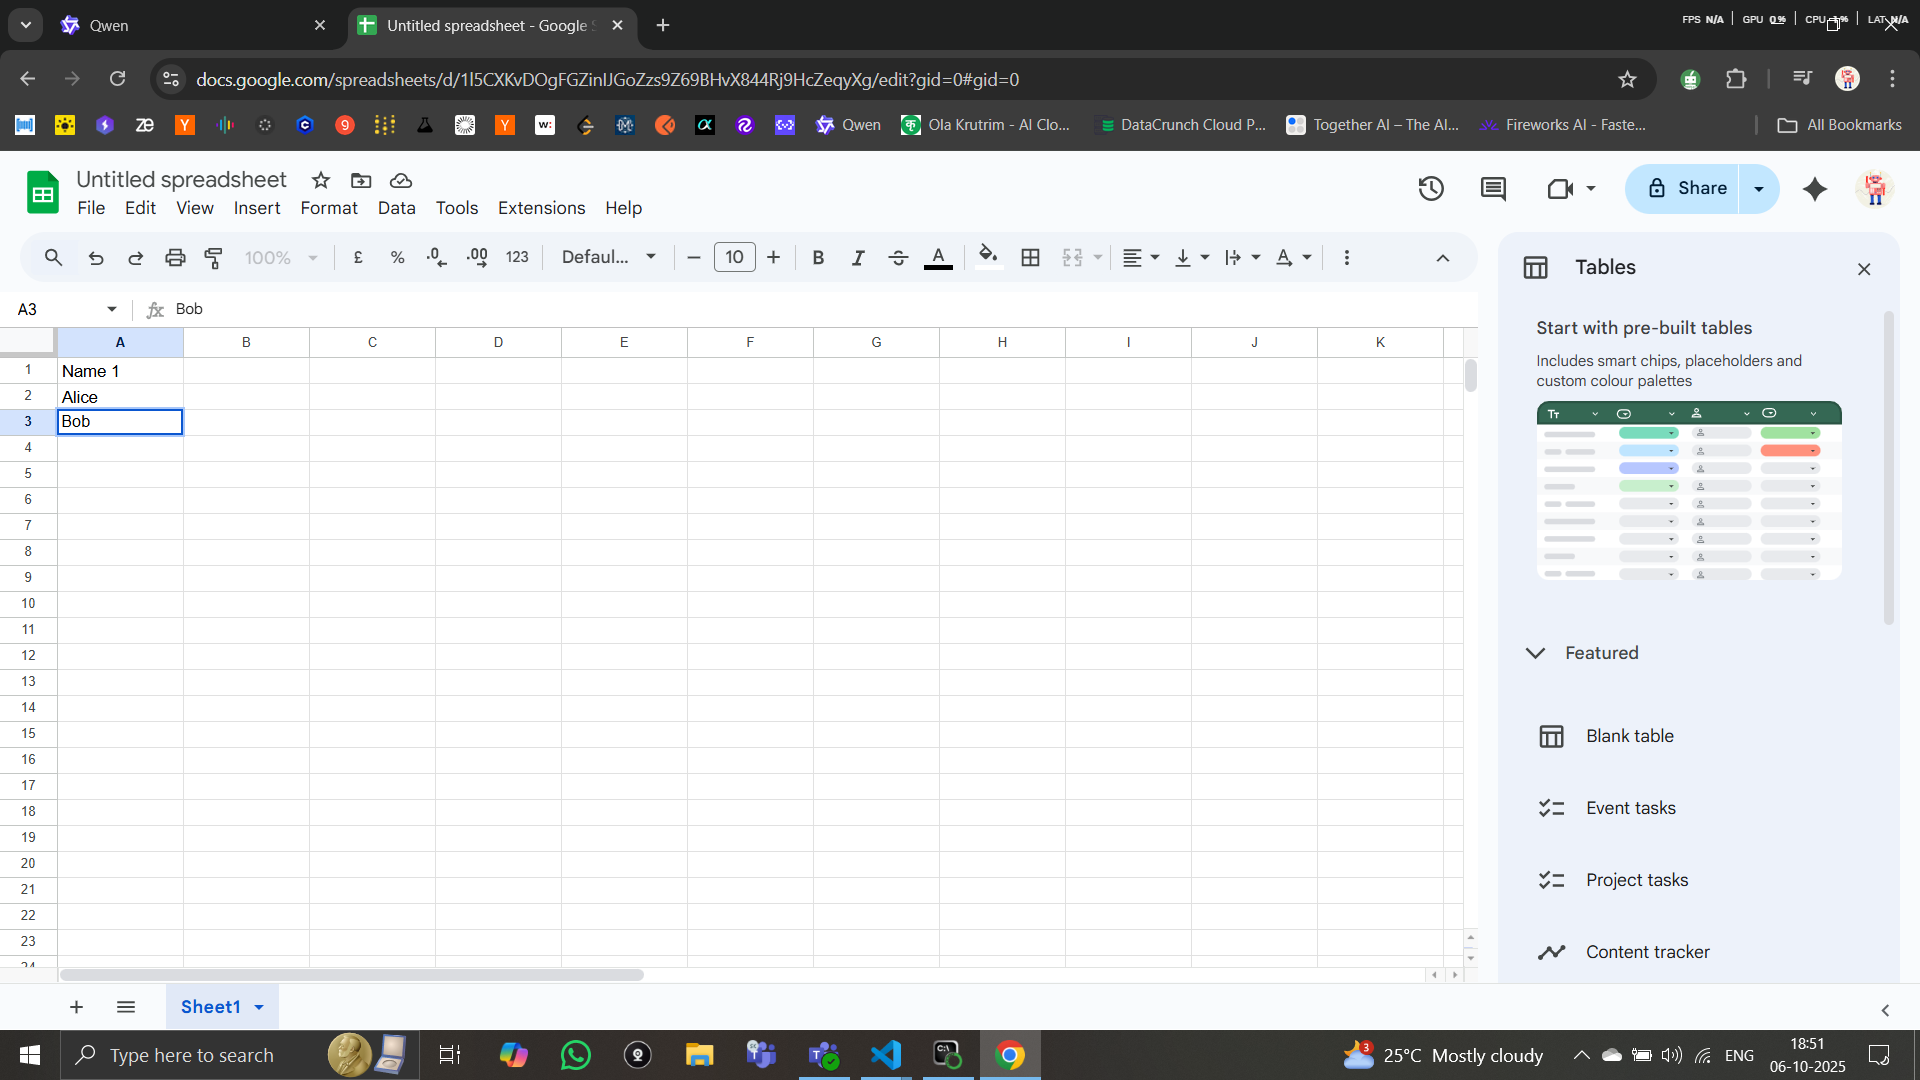 Qwen
Untitled spreadsheet - Google S
FPS N/A GPU 0% CPU LAT N/A
docs.google.com/spreadsheets/d/1l5CXKvDOgFGZinIJGoZzs9Z69BHvX844Rj9HcZeqyXg/edit?gid=0#gid=0
Qwen
Ola Krutrim - AI Clo...
DataCrunch Cloud P...
Together AI – The AI...
Fireworks AI - Faste...
All Bookmarks
Untitled spreadsheet
File Edit View Insert Format Data Tools Extensions Help
Share
100% £ % .0 .00 123 Defaul... 10 B I S A
A3 fx Bob
A B C D E F G H I J K
1 Name 1
2 Alice
3 Bob
4
5
6
7
8
9
10
11
12
13
14
15
16
17
18
19
20
21
22
23
24
Tables
Start with pre-built tables
Includes smart chips, placeholders and
custom colour palettes
Featured
Blank table
Event tasks
Project tasks
Content tracker
Sheet1
Type here to search
25°C Mostly cloudy
ENG
18:51
06-10-2025